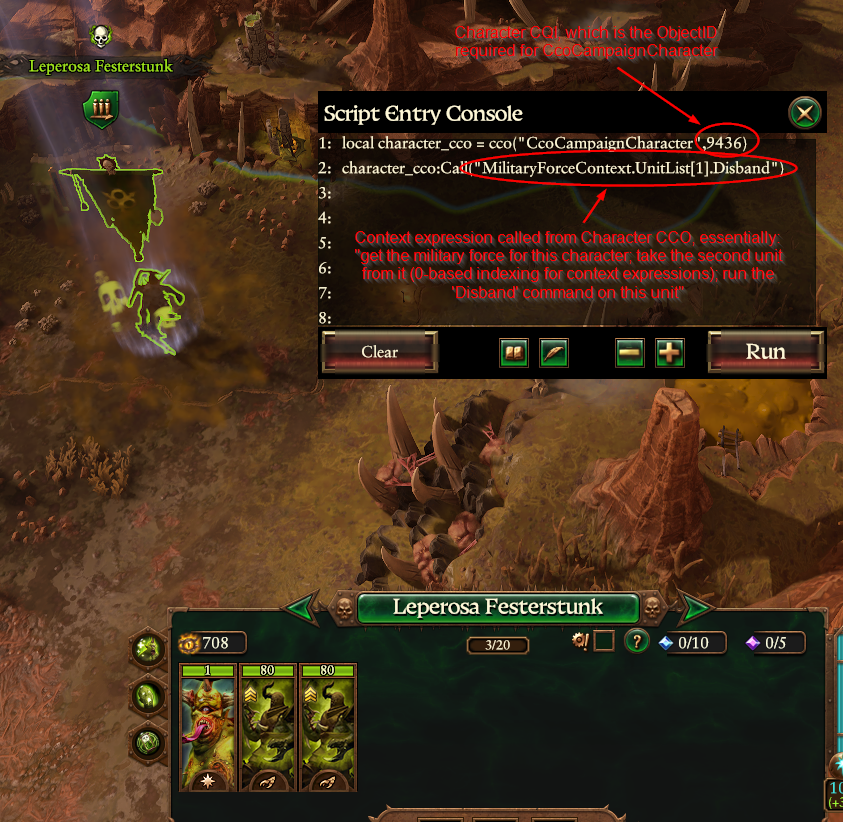 Character CQI, which is the ObjectID
required for CcoCampaignCharacter
Leperosa Festerstunk
III
Script Entry Console
1: local character_cco = cco("CcoCampaignCharacter",9436)
2: character_cco:Call("MilitaryForceContext.UnitList[1].Disband")
3:
4:
5:
6:
7:
8:
Context expression called from Character CCO, essentially:
"get the military force for this character; take the second unit
from it (0-based indexing for context expressions); run the
'Disband' command on this unit"
Clear
Run
Leperosa Festerstunk
708
3/20
?
0/10
0/5
1
80
80
10
(+3